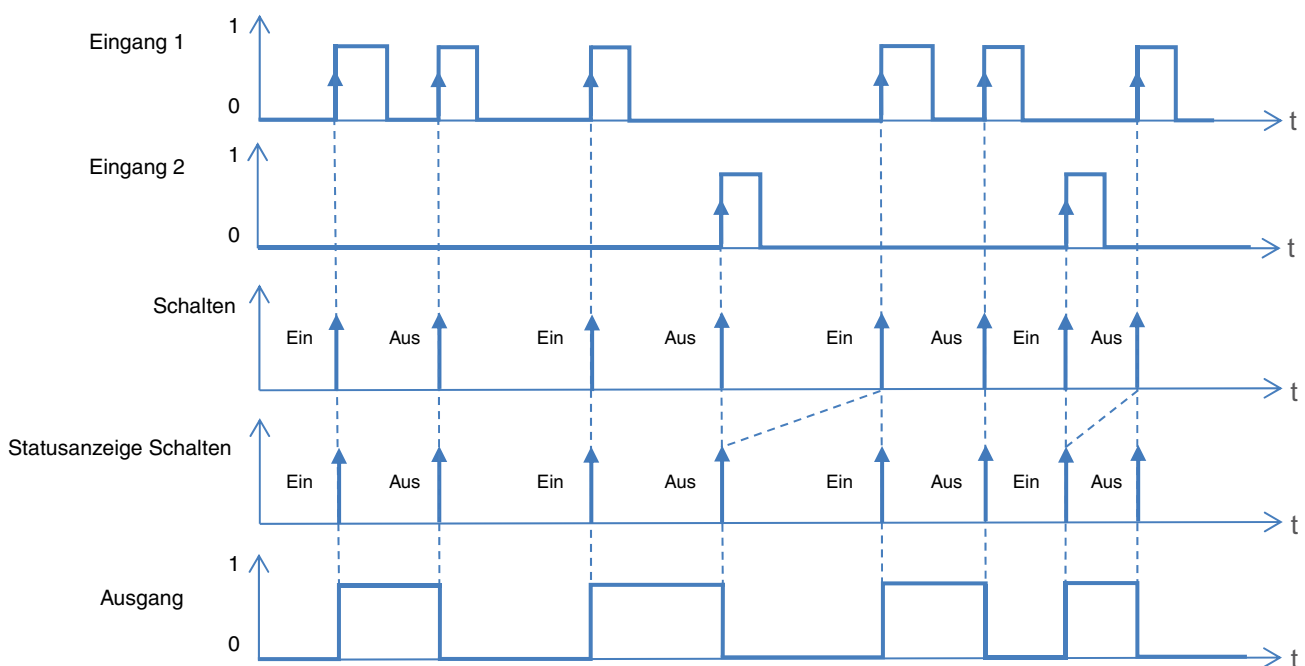 1
Eingang 1
0
t
1
Eingang 2
0
t
Schalten
Ein Aus Ein Aus Ein Aus Ein Aus
t
Statusanzeige Schalten
Ein Aus Ein Aus Ein Aus Ein Aus
t
1
Ausgang
0
t